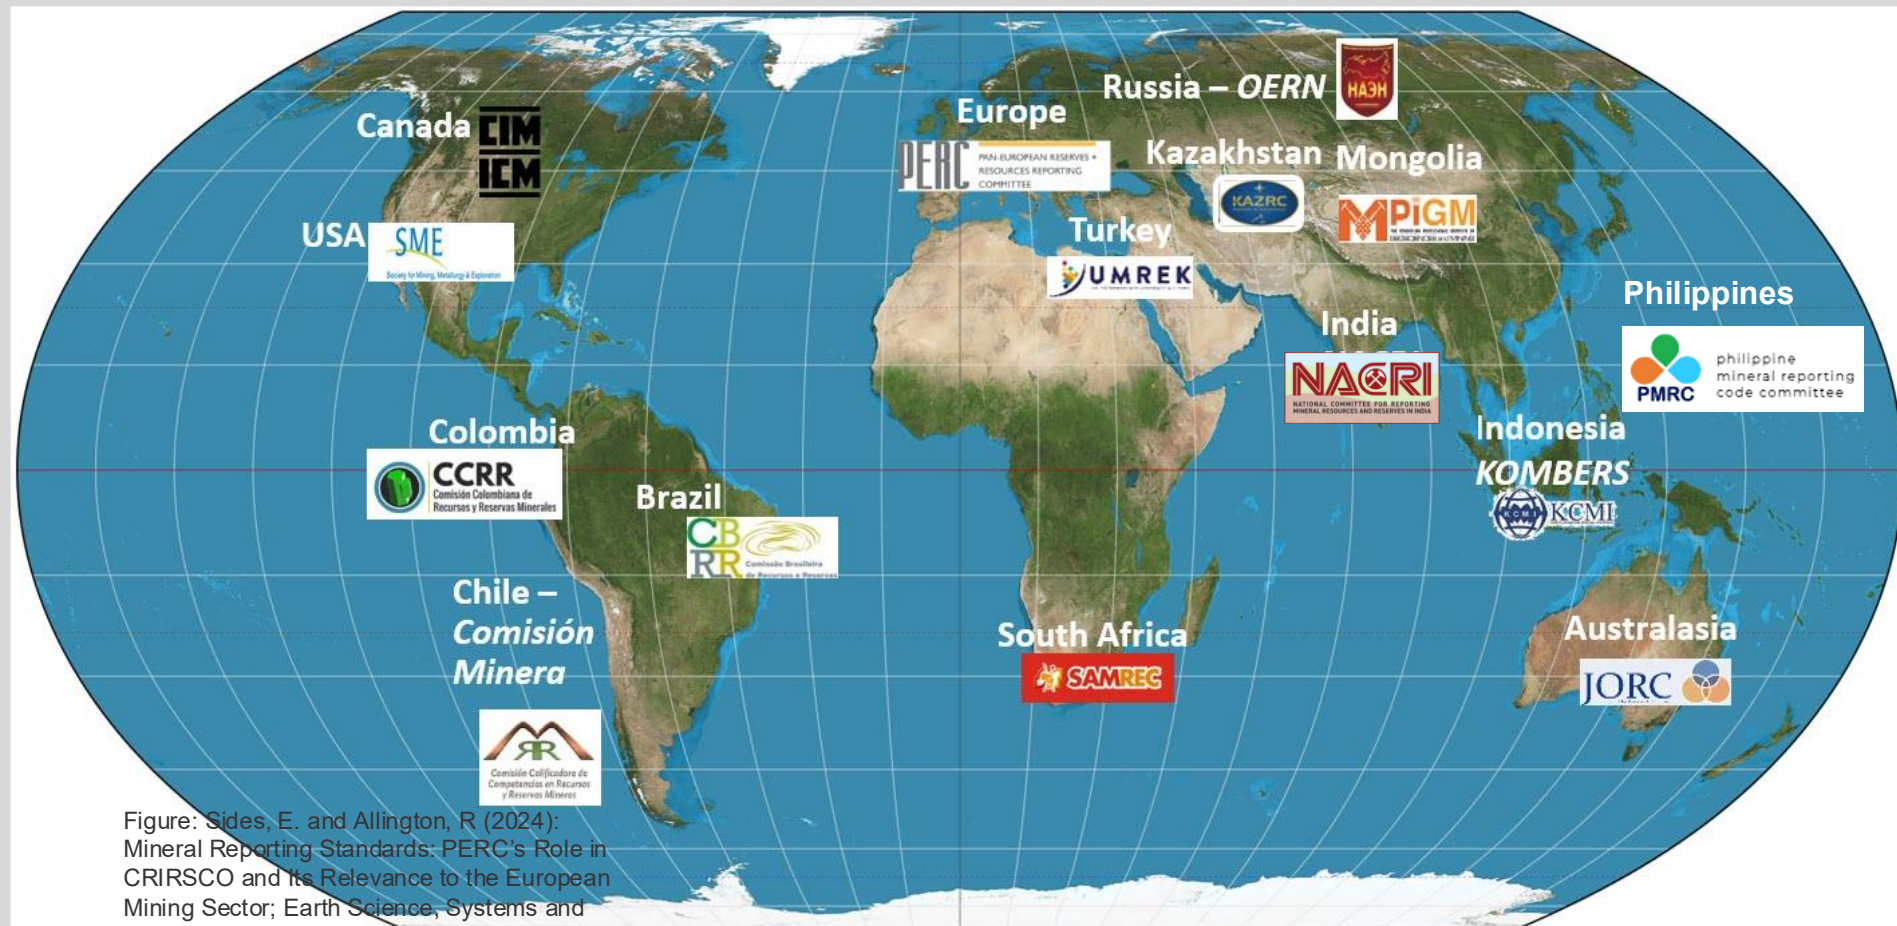 Russia – OERN
НАЭН
Canada
CIM
ICM
Europe
PERC
PAN-EUROPEAN RESERVES +
RESOURCES REPORTING
COMMITTEE
Kazakhstan
KAZRC
Mongolia
MPiGM
USA
SME
Society for Mining, Metallurgy & Exploration
Turkey
UMREK
Philippines
PMRC
philippine
mineral reporting
code committee
India
NACRI
NATIONAL COMMITTEE FOR REPORTING
MINERAL RESOURCES AND RESERVES IN INDIA
Indonesia
KOMBERS
KCMI
KCMI
Colombia
CCRR
Comisión Colombiana de
Recursos y Reservas Minerales
Brazil
CB
RR
Comissão Brasileira
de Recursos e Reservas
Chile –
Comisión
Minera
RR
Comisión Calificadora de
Competencias en Recursos
y Reservas Mineras
South Africa
SAMREC
Australasia
JORC
Figure: Sides, E. and Allington, R (2024):
Mineral Reporting Standards: PERC's Role in
CRIRSCO and Its Relevance to the European
Mining Sector; Earth Science, Systems and